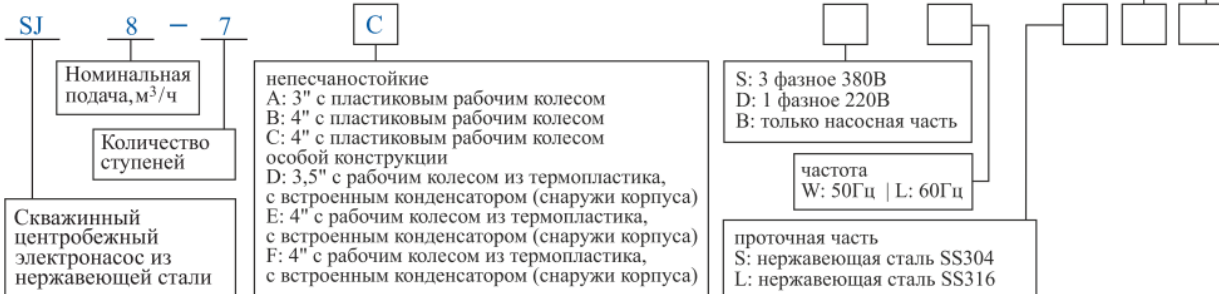 SJ 8 – 7 C
Номинальная
подача, м³/ч
Количество
ступеней
Скважинный
центробежный
электронасос из
нержавеющей стали
непесчаностойкие
A: 3" с пластиковым рабочим колесом
B: 4" с пластиковым рабочим колесом
C: 4" с пластиковым рабочим колесом
особой конструкции
D: 3,5" с рабочим колесом из термопластика,
с встроенным конденсатором (снаружи корпуса)
E: 4" с рабочим колесом из термопластика,
с встроенным конденсатором (снаружи корпуса)
F: 4" с рабочим колесом из термопластика,
с встроенным конденсатором (снаружи корпуса)
S: 3 фазное 380В
D: 1 фазное 220В
B: только насосная часть
частота
W: 50Гц | L: 60Гц
проточная часть
S: нержавеющая сталь SS304
L: нержавеющая сталь SS316